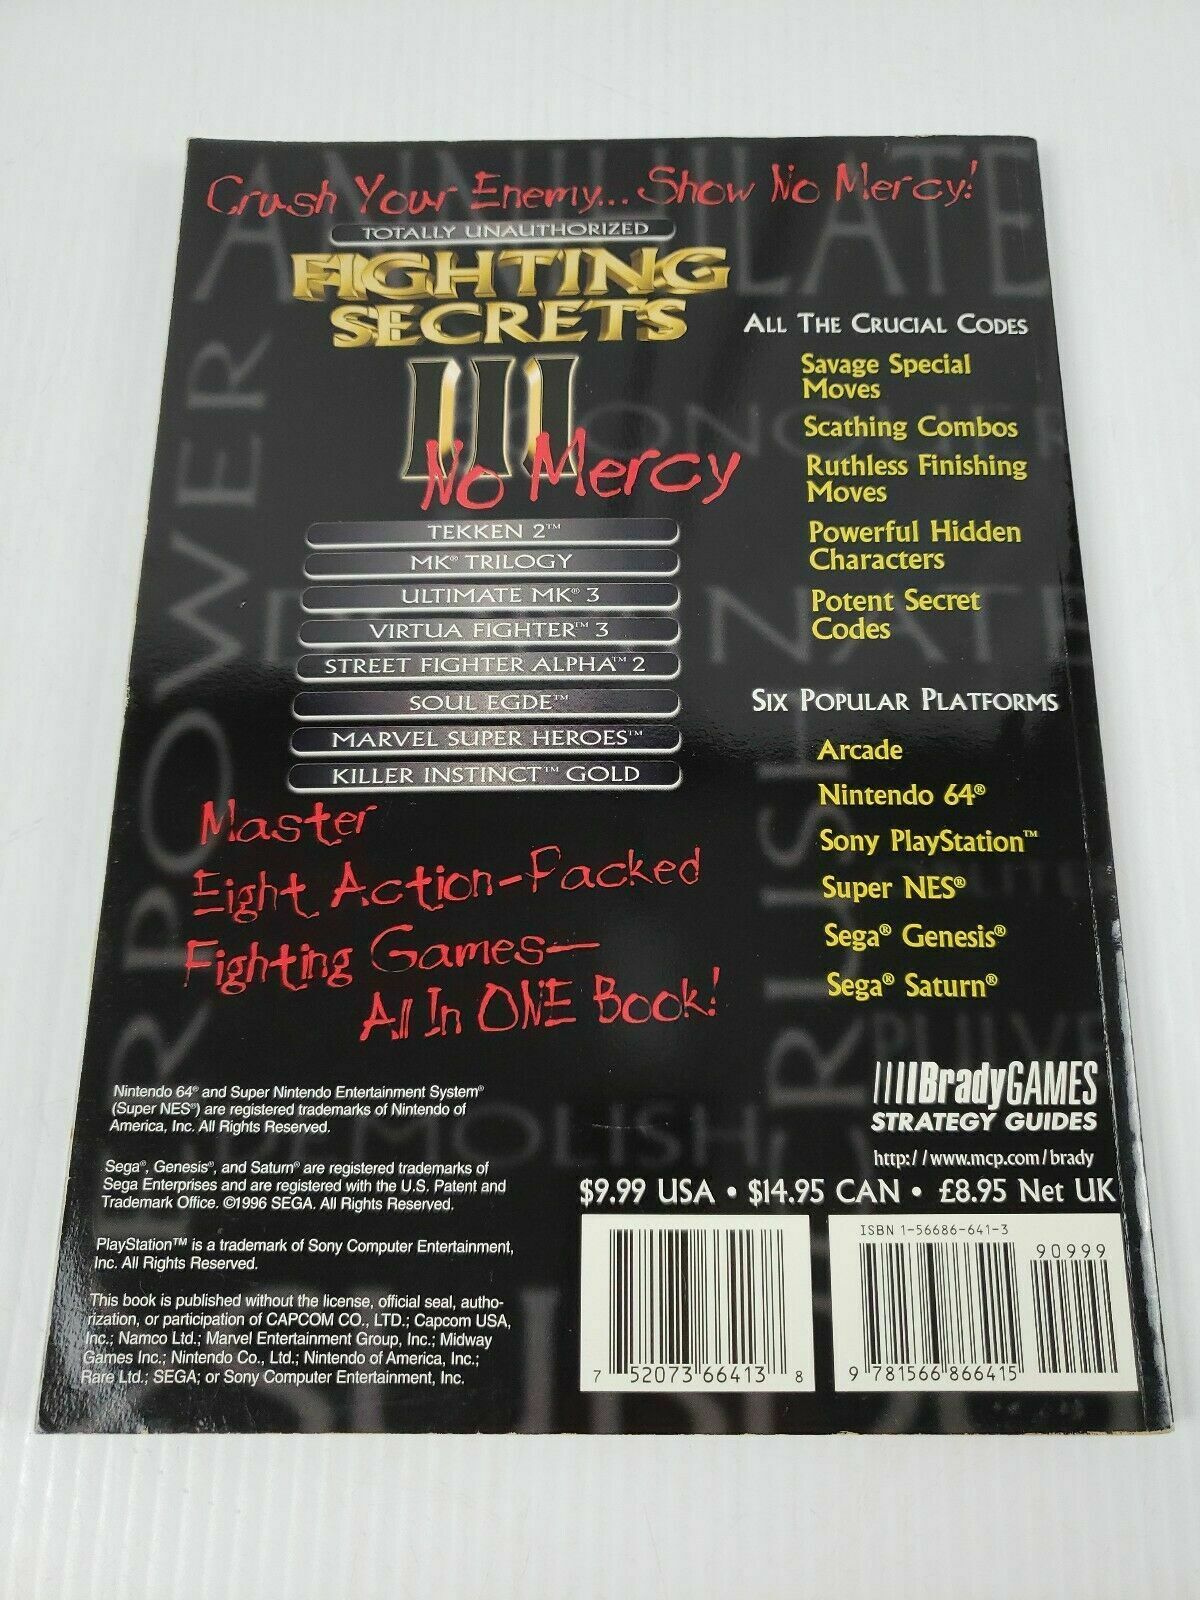 Crush Your Enemy... Show No Mercy!
TOTALLY UNAUTHORIZED
FIGHTING
SECRETS
III
No Mercy
TEKKEN 2™
MK® TRILOGY
ULTIMATE MK® 3
VIRTUA FIGHTER™ 3
STREET FIGHTER ALPHA™ 2
SOUL EGDE™
MARVEL SUPER HEROES™
KILLER INSTINCT™ GOLD
Master
Eight Action-Packed
Fighting Games—
All In ONE Book!
ALL THE CRUCIAL CODES
Savage Special
Moves
Scathing Combos
Ruthless Finishing
Moves
Powerful Hidden
Characters
Potent Secret
Codes
SIX POPULAR PLATFORMS
Arcade
Nintendo 64®
Sony PlayStation™
Super NES®
Sega® Genesis®
Sega® Saturn®
Nintendo 64® and Super Nintendo Entertainment System®
(Super NES®) are registered trademarks of Nintendo of
America, Inc. All Rights Reserved.
Sega®, Genesis®, and Saturn® are registered trademarks of
Sega Enterprises and are registered with the U.S. Patent and
Trademark Office. ©1996 SEGA. All Rights Reserved.
PlayStation™ is a trademark of Sony Computer Entertainment,
Inc. All Rights Reserved.
This book is published without the license, official seal, autho-
rization, or participation of CAPCOM CO., LTD.; Capcom USA,
Inc.; Namco Ltd.; Marvel Entertainment Group, Inc.; Midway
Games Inc.; Nintendo Co., Ltd.; Nintendo of America, Inc.;
Rare Ltd.; SEGA; or Sony Computer Entertainment, Inc.
BradyGAMES
STRATEGY GUIDES
http://www.mcp.com/brady
$9.99 USA • $14.95 CAN • £8.95 Net UK
7 52073 66413 8
ISBN 1-56686-641-3
90999
9 781566 866415
ANNIHILATE
CONQUER
DEMOLISH
CRUSH